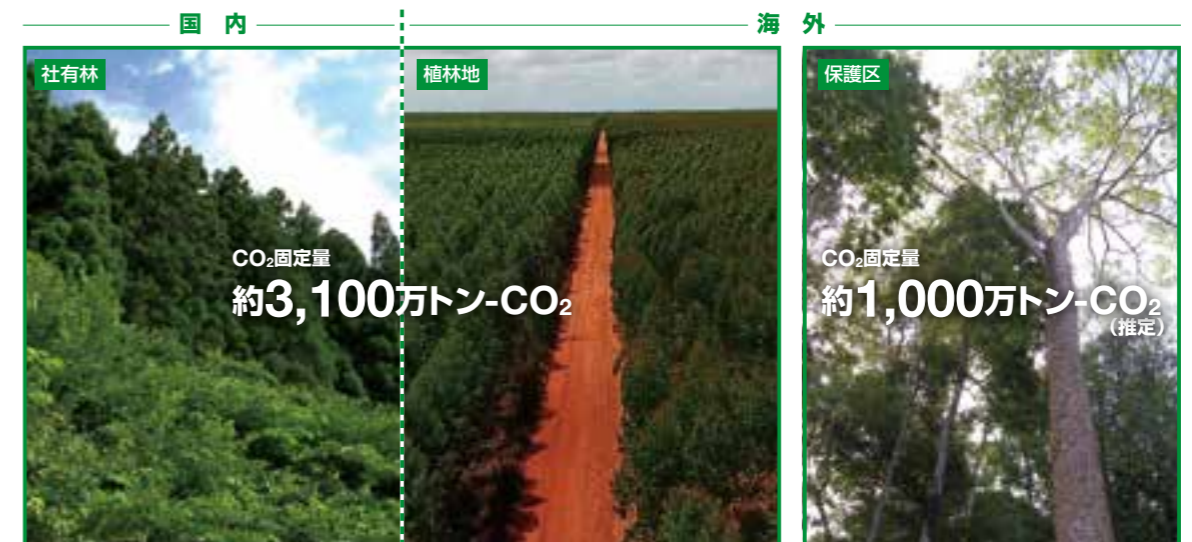 国内
海外
社有林
植林地
保護区
CO₂固定量
約3,100万トン-CO₂
CO₂固定量
約1,000万トン-CO₂
（推定）